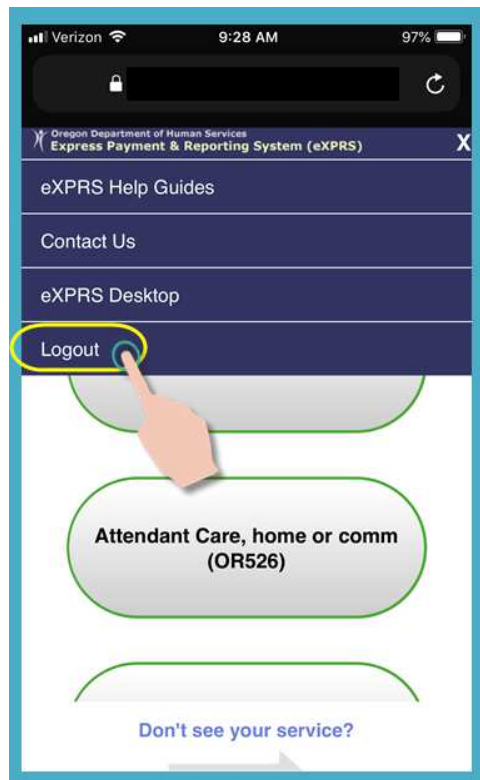 Verizon 9:28 AM 97%
Oregon Department of Human Services
Express Payment & Reporting System (eXPRS) X
eXPRS Help Guides
Contact Us
eXPRS Desktop
Logout
Attendant Care, home or comm
(OR526)
Don't see your service?